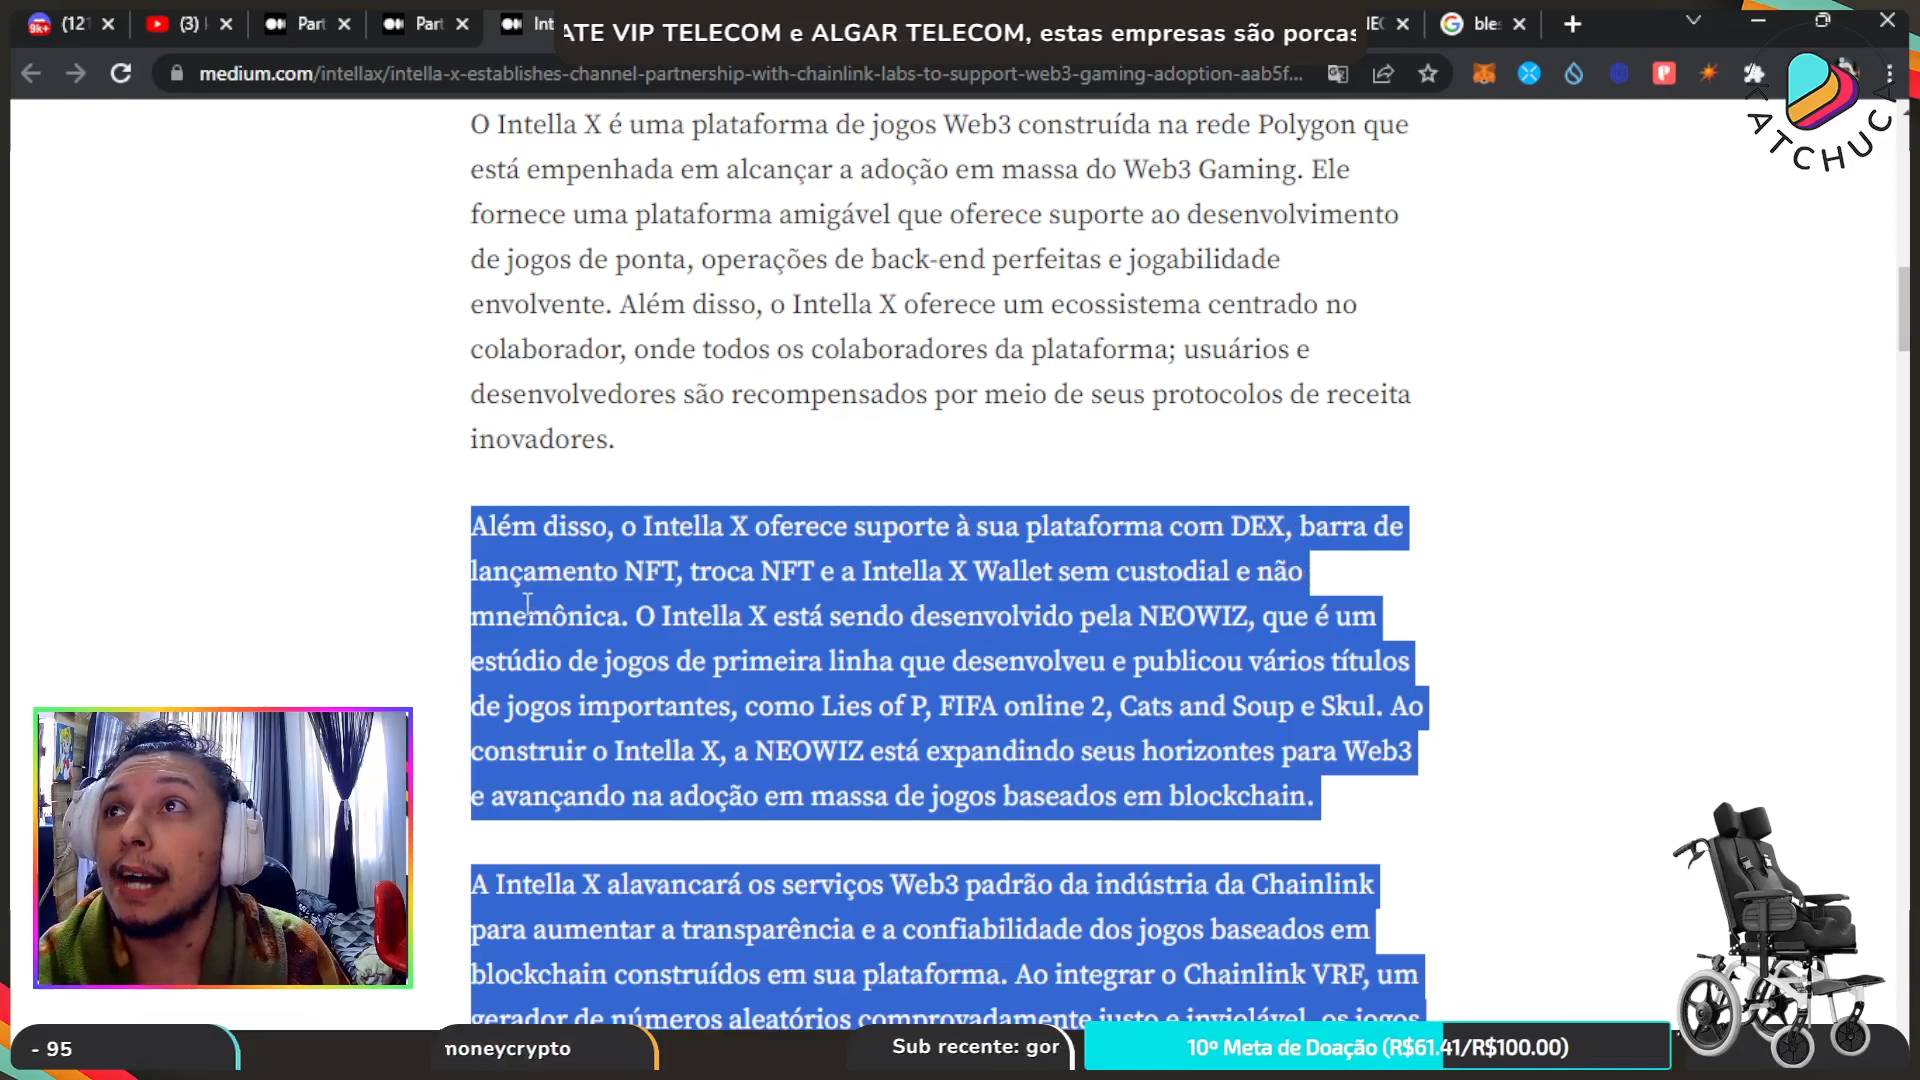 (12
(3)
Part
Part
Int
ATE VIP TELECOM e ALGAR TELECOM, estas empresas são porcas
ble
medium.com/intellax/intella-x-establishes-channel-partnership-with-chainlink-labs-to-support-web3-gaming-adoption-aab5f...
KATCHUCA
O Intella X é uma plataforma de jogos Web3 construída na rede Polygon que
está empenhada em alcançar a adoção em massa do Web3 Gaming. Ele
fornece uma plataforma amigável que oferece suporte ao desenvolvimento
de jogos de ponta, operações de back-end perfeitas e jogabilidade
envolvente. Além disso, o Intella X oferece um ecossistema centrado no
colaborador, onde todos os colaboradores da plataforma; usuários e
desenvolvedores são recompensados por meio de seus protocolos de receita
inovadores.
Além disso, o Intella X oferece suporte à sua plataforma com DEX, barra de
lançamento NFT, troca NFT e a Intella X Wallet sem custodial e não
mnemônica. O Intella X está sendo desenvolvido pela NEOWIZ, que é um
estúdio de jogos de primeira linha que desenvolveu e publicou vários títulos
de jogos importantes, como Lies of P, FIFA online 2, Cats and Soup e Skul. Ao
construir o Intella X, a NEOWIZ está expandindo seus horizontes para Web3
e avançando na adoção em massa de jogos baseados em blockchain.
A Intella X alavancará os serviços Web3 padrão da indústria da Chainlink
para aumentar a transparência e a confiabilidade dos jogos baseados em
blockchain construídos em sua plataforma. Ao integrar o Chainlink VRF, um
gerador de números aleatórios comprovadamente justo e inviolável, os jogos
- 95
moneycrypto
Sub recente: gor
10º Meta de Doação (R$61.41/R$100.00)